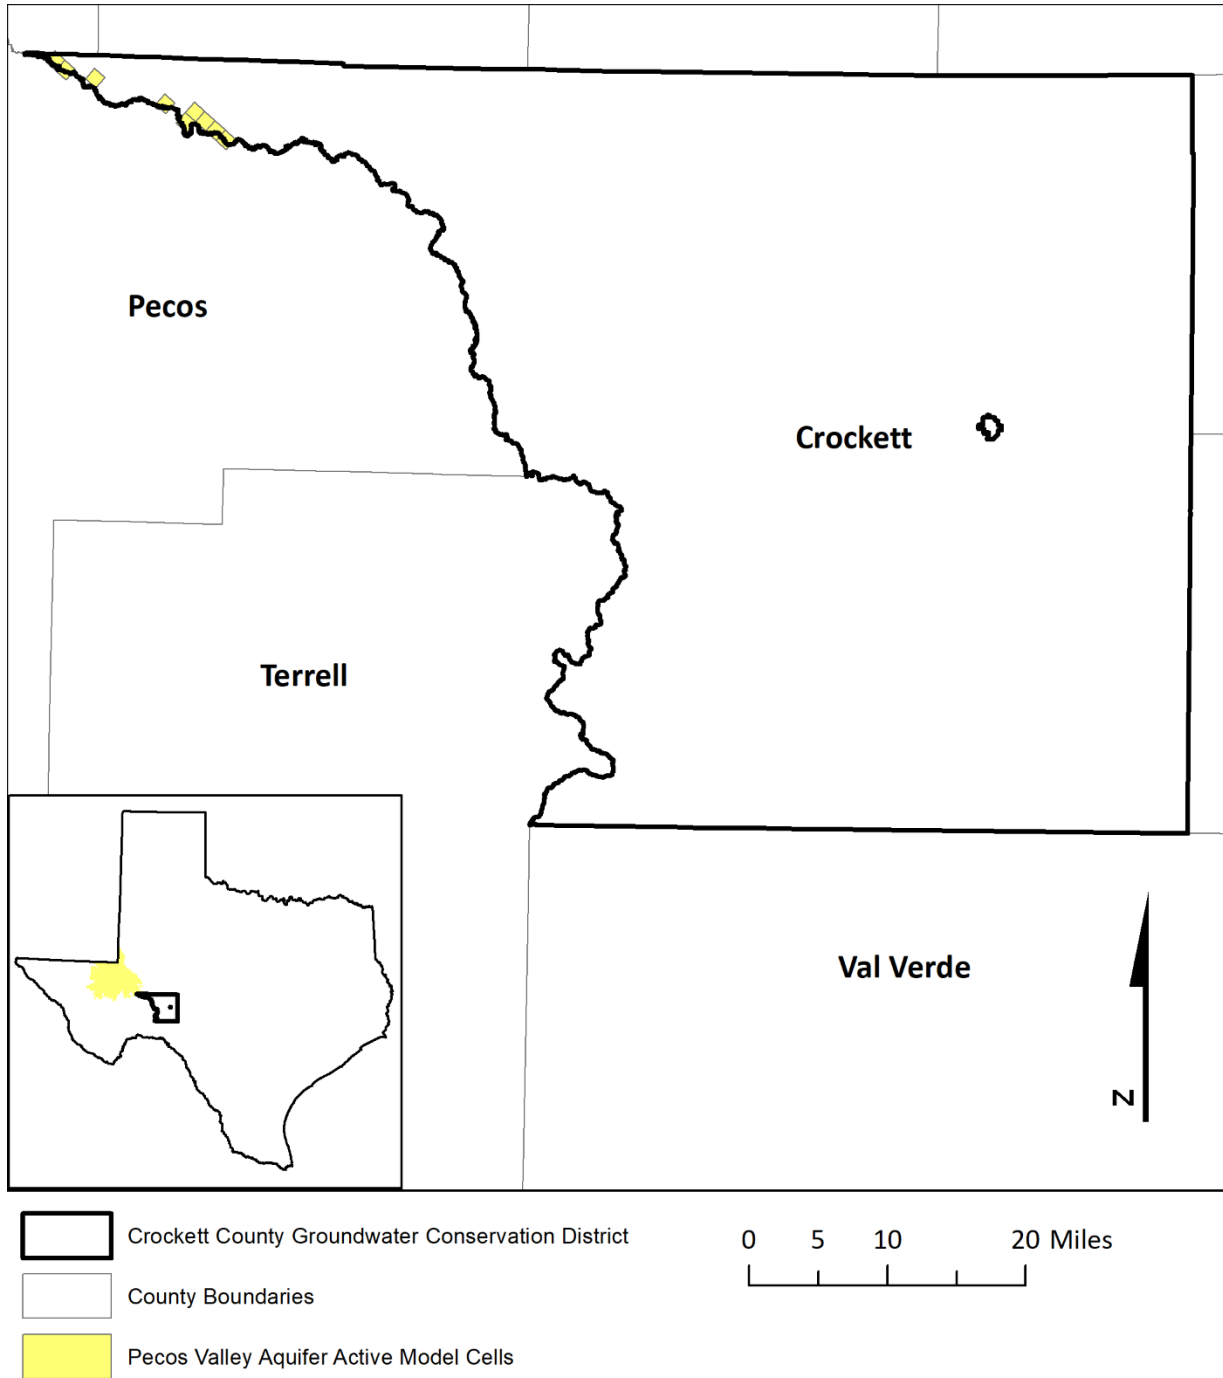 Pecos
Crockett
Terrell
Val Verde
N
Crockett County Groundwater Conservation District
0 5 10 20 Miles
County Boundaries
Pecos Valley Aquifer Active Model Cells